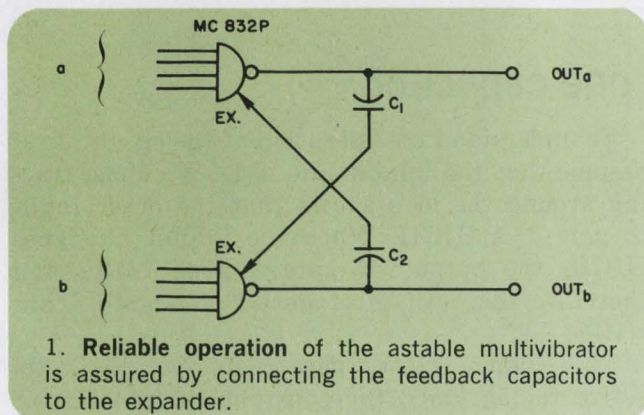 MC 832P
a
OUTa
C1
EX.
EX.
C2
b
OUTb
1. Reliable operation of the astable multivibrator
is assured by connecting the feedback capacitors
to the expander.